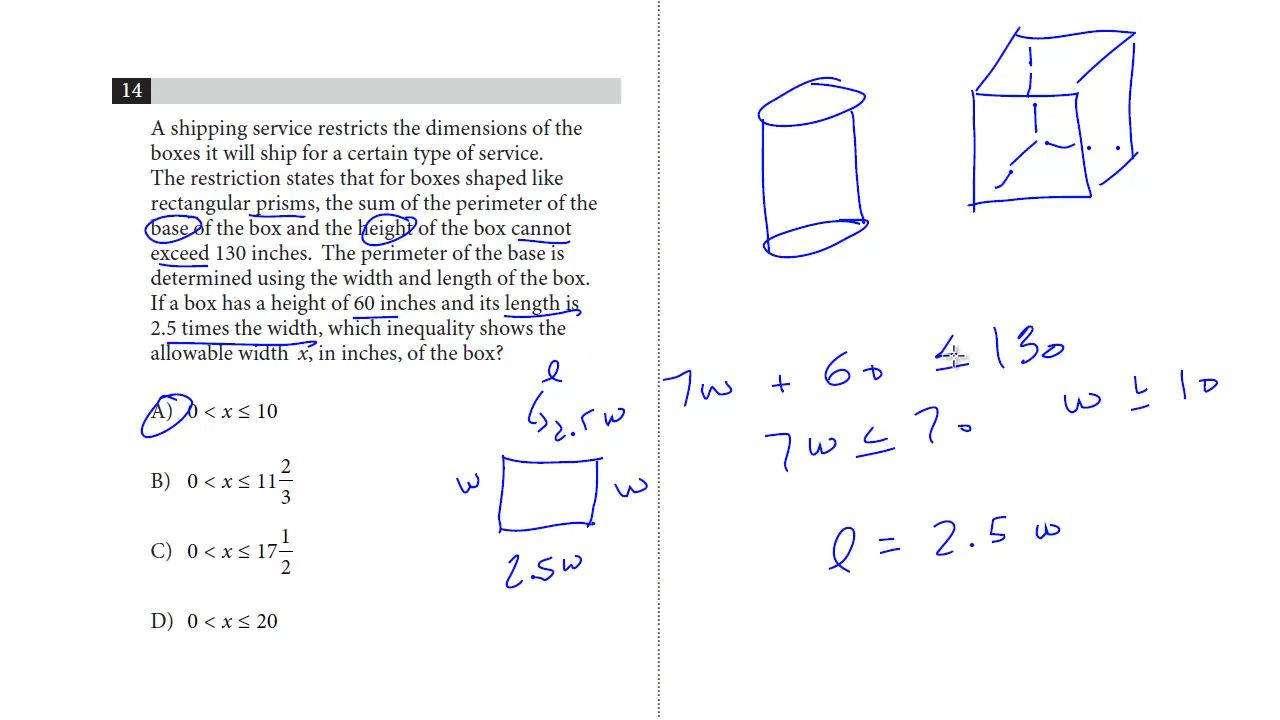 14
A shipping service restricts the dimensions of the
boxes it will ship for a certain type of service.
The restriction states that for boxes shaped like
rectangular prisms, the sum of the perimeter of the
base of the box and the height of the box cannot
exceed 130 inches. The perimeter of the base is
determined using the width and length of the box.
If a box has a height of 60 inches and its length is
2.5 times the width, which inequality shows the
allowable width x, in inches, of the box?
A) 0 < x ≤ 10
B) 0 < x ≤ 11 2/3
C) 0 < x ≤ 17 1/2
D) 0 < x ≤ 20
l
2.5w
w
w
2.5w
7w + 60 ≤ 130
7w ≤ 70
w ≤ 10
l = 2.5 w